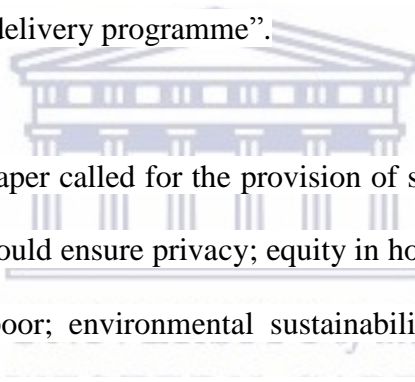 delivery programme”.
aper called for the provision of s
ould ensure privacy; equity in ho
oor; environmental sustainabili